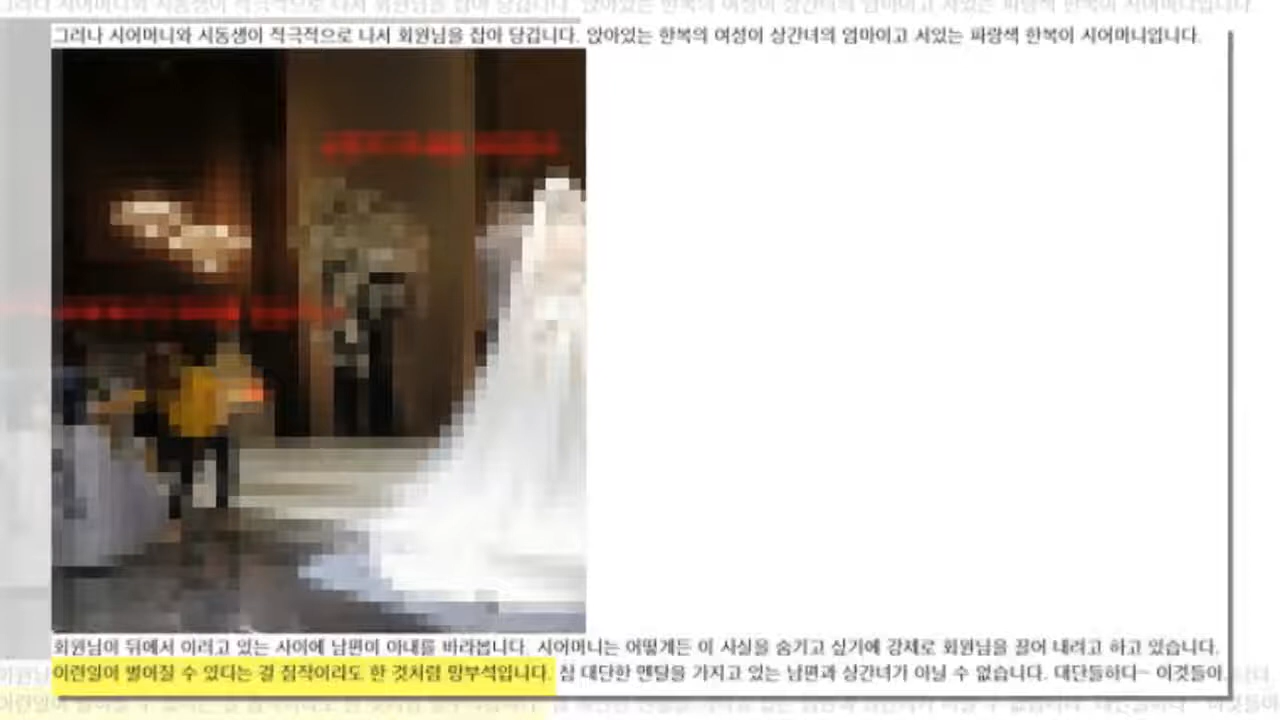 그러나 시어머니와 시동생이 적극적으로 나서 회원님을 잡아 당깁니다. 앉아있는 한복의 여성이 상간녀의 엄마이고 서있는 파랑색 한복이 시어머니입니다.
회원님이 뒤에서 이러고 있는 사이에 남편이 아내를 바라봅니다. 시어머니는 어떻게든 이 사실을 숨기고 싶기에 강제로 회원님을 끌어 내려고 하고 있습니다.
이런일이 벌어질 수 있다는 걸 짐작이라도 한 것처럼 망부석입니다. 참 대단한 멘탈을 가지고 있는 남편과 상간녀가 아닐 수 없습니다. 대단들하다~ 이것들아.